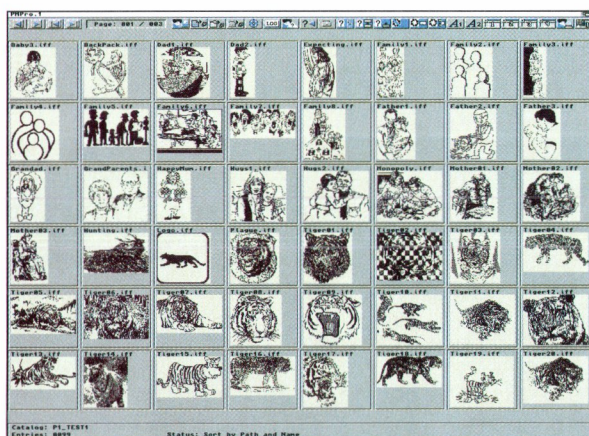 PMPro.1
Page: 001 / 003 LOO ? ? ? ? A1 A2
Baby3.iff BackPack.iff Dad1.iff Dad2.iff Expecting.iff Family1.iff Family2.iff Family3.iff
Family4.iff Family5.iff Family6.iff Family7.iff Family8.iff Father1.iff Father2.iff Father3.iff
Grandad.iff GrandParents.i HappyMum.iff Hugs1.iff Hugs2.iff Monopoly.iff Mother01.iff Mother02.iff
Mother03.iff Hunting.iff Logo.iff Plague.iff Tiger01.iff Tiger02.iff Tiger03.iff Tiger04.iff
Tiger05.iff Tiger06.iff Tiger07.iff Tiger08.iff Tiger09.iff Tiger10.iff Tiger11.iff Tiger12.iff
Tiger13.iff Tiger14.iff Tiger15.iff Tiger16.iff Tiger17.iff Tiger18.iff Tiger19.iff Tiger20.iff
Catalog: P1_TEST1
Entries: 0099 Status: Sort by Path and Name